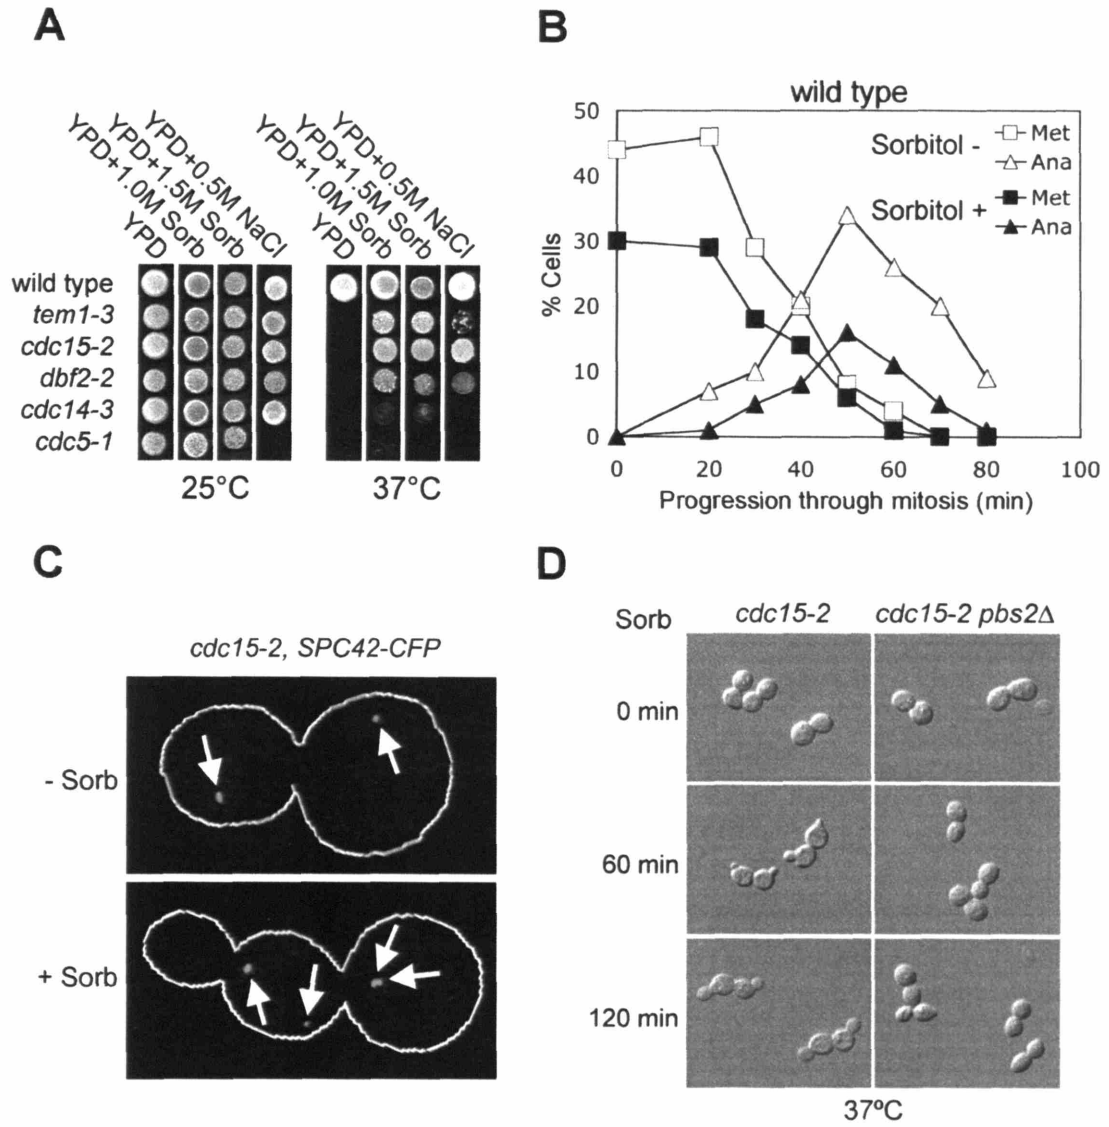 A
YPD
YPD+1.0M Sorb
YPD+1.5M Sorb
YPD+0.5M NaCl
YPD
YPD+1.0M Sorb
YPD+1.5M Sorb
YPD+0.5M NaCl
wild type
tem1-3
cdc15-2
dbf2-2
cdc14-3
cdc5-1
25°C
37°C
B
wild type
50
40
30
20
10
0
% Cells
Sorbitol -
Met
Ana
Sorbitol +
Met
Ana
0 20 40 60 80 100
Progression through mitosis (min)
C
cdc15-2, SPC42-CFP
- Sorb
+ Sorb
D
Sorb cdc15-2 cdc15-2 pbs2Δ
0 min
60 min
120 min
37ºC